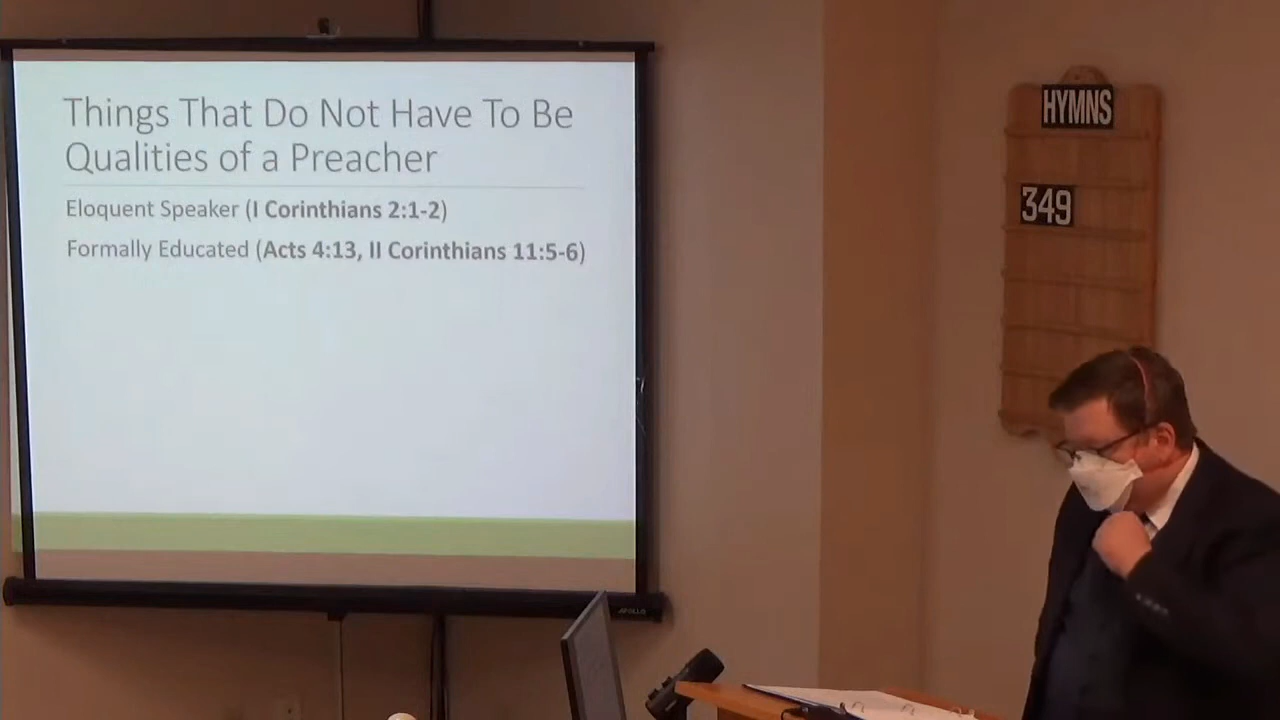 Things That Do Not Have To Be
Qualities of a Preacher
Eloquent Speaker (I Corinthians 2:1-2)
Formally Educated (Acts 4:13, II Corinthians 11:5-6)
HYMNS
349
APOLLO